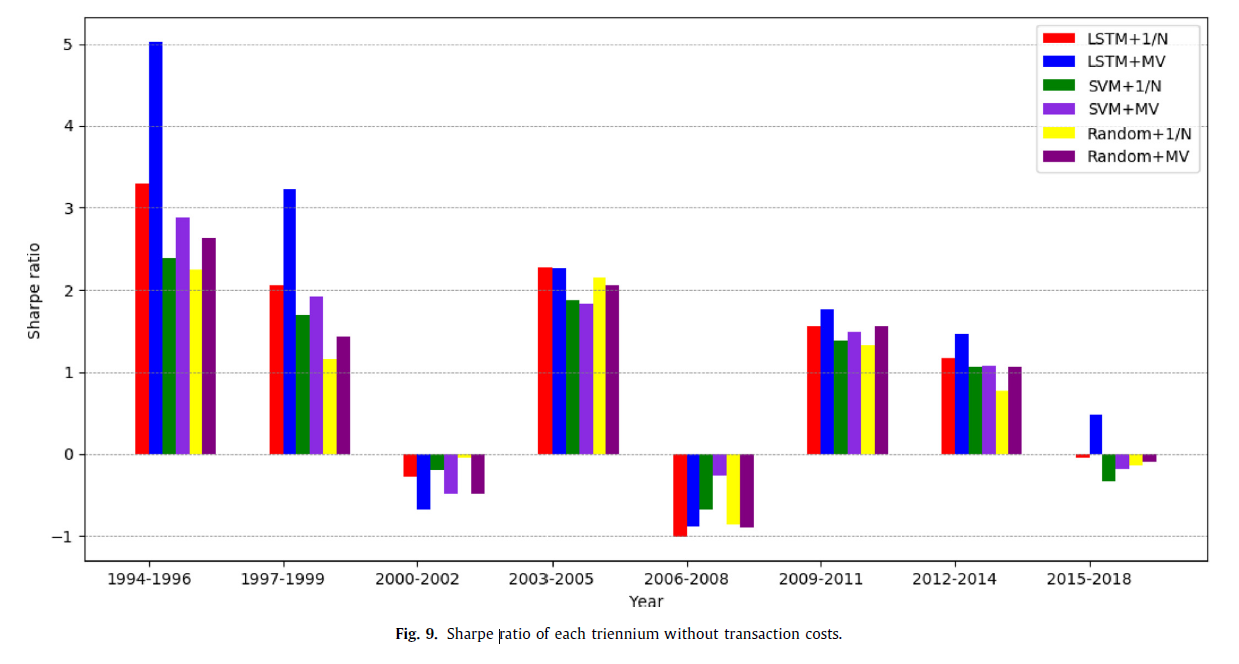 5
4
3
2
1
0
−1
Sharpe ratio
LSTM+1/N
LSTM+MV
SVM+1/N
SVM+MV
Random+1/N
Random+MV
1994-1996 1997-1999 2000-2002 2003-2005 2006-2008 2009-2011 2012-2014 2015-2018
Year
Fig. 9. Sharpe ratio of each triennium without transaction costs.